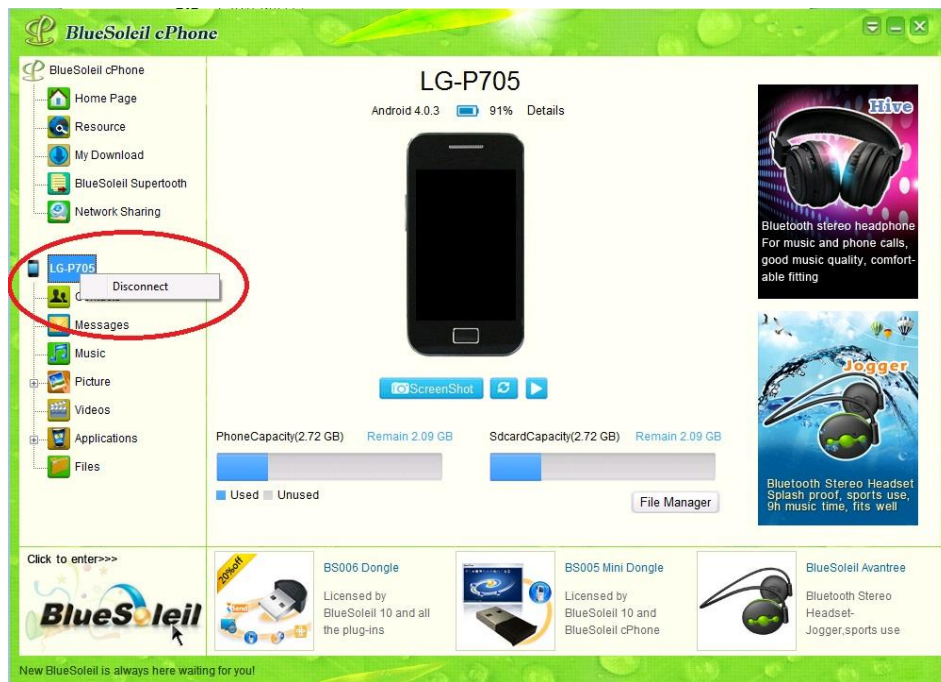 BlueSoleil cPhone
BlueSoleil cPhone
Home Page
Resource
My Download
BlueSoleil Supertooth
Network Sharing
LG-P705
Disconnect
Messages
Music
Picture
Videos
Applications
Files
LG-P705
Android 4.0.3 91% Details
ScreenShot
PhoneCapacity(2.72 GB) Remain 2.09 GB
SdcardCapacity(2.72 GB) Remain 2.09 GB
Used Unused
File Manager
Hive
Bluetooth stereo headphone
For music and phone calls,
good music quality, comfort-
able fitting
Jogger
Bluetooth Stereo Headset
Splash proof, sports use,
9h music time, fits well
Click to enter>>>
BlueSoleil
20%off
Send
BS006 Dongle
Licensed by
BlueSoleil 10 and all
the plug-ins
BS005 Mini Dongle
Licensed by
BlueSoleil 10 and
BlueSoleil cPhone
BlueSoleil Avantree
Bluetooth Stereo
Headset-
Jogger,sports use
New BlueSoleil is always here waiting for you!